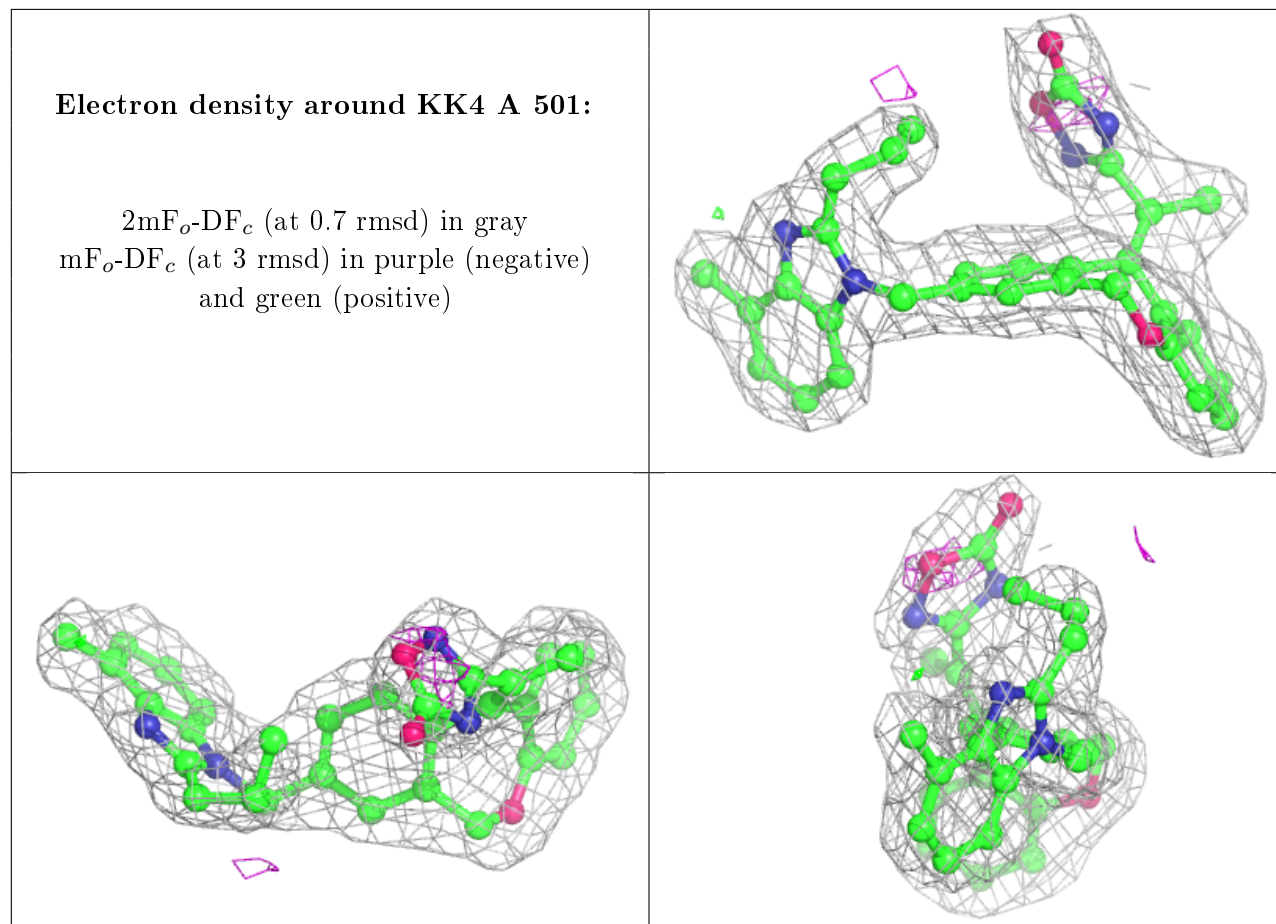 Electron density around KK4 A 501:
2mFo-DFc (at 0.7 rmsd) in gray
mFo-DFc (at 3 rmsd) in purple (negative)
and green (positive)